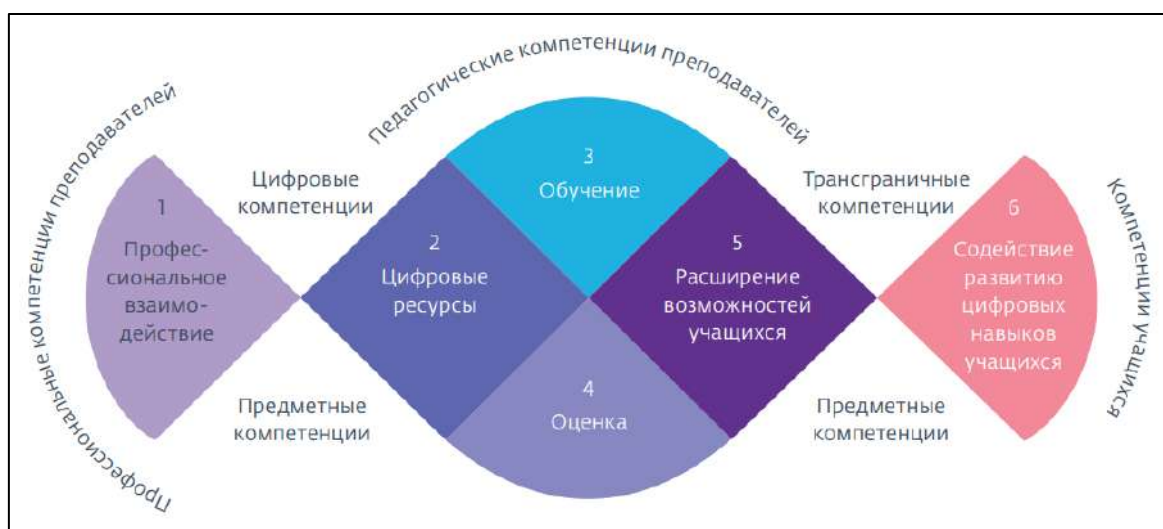 Профессиональные компетенции преподавателей
Педагогические компетенции преподавателей
Компетенции учащихся
1
Профес-
сиональное
взаимо-
действие
Цифровые
компетенции
Предметные
компетенции
2
Цифровые
ресурсы
3
Обучение
4
Оценка
5
Расширение
возможностей
учащихся
Трансграничные
компетенции
Предметные
компетенции
6
Содействие
развитию
цифровых
навыков
учащихся